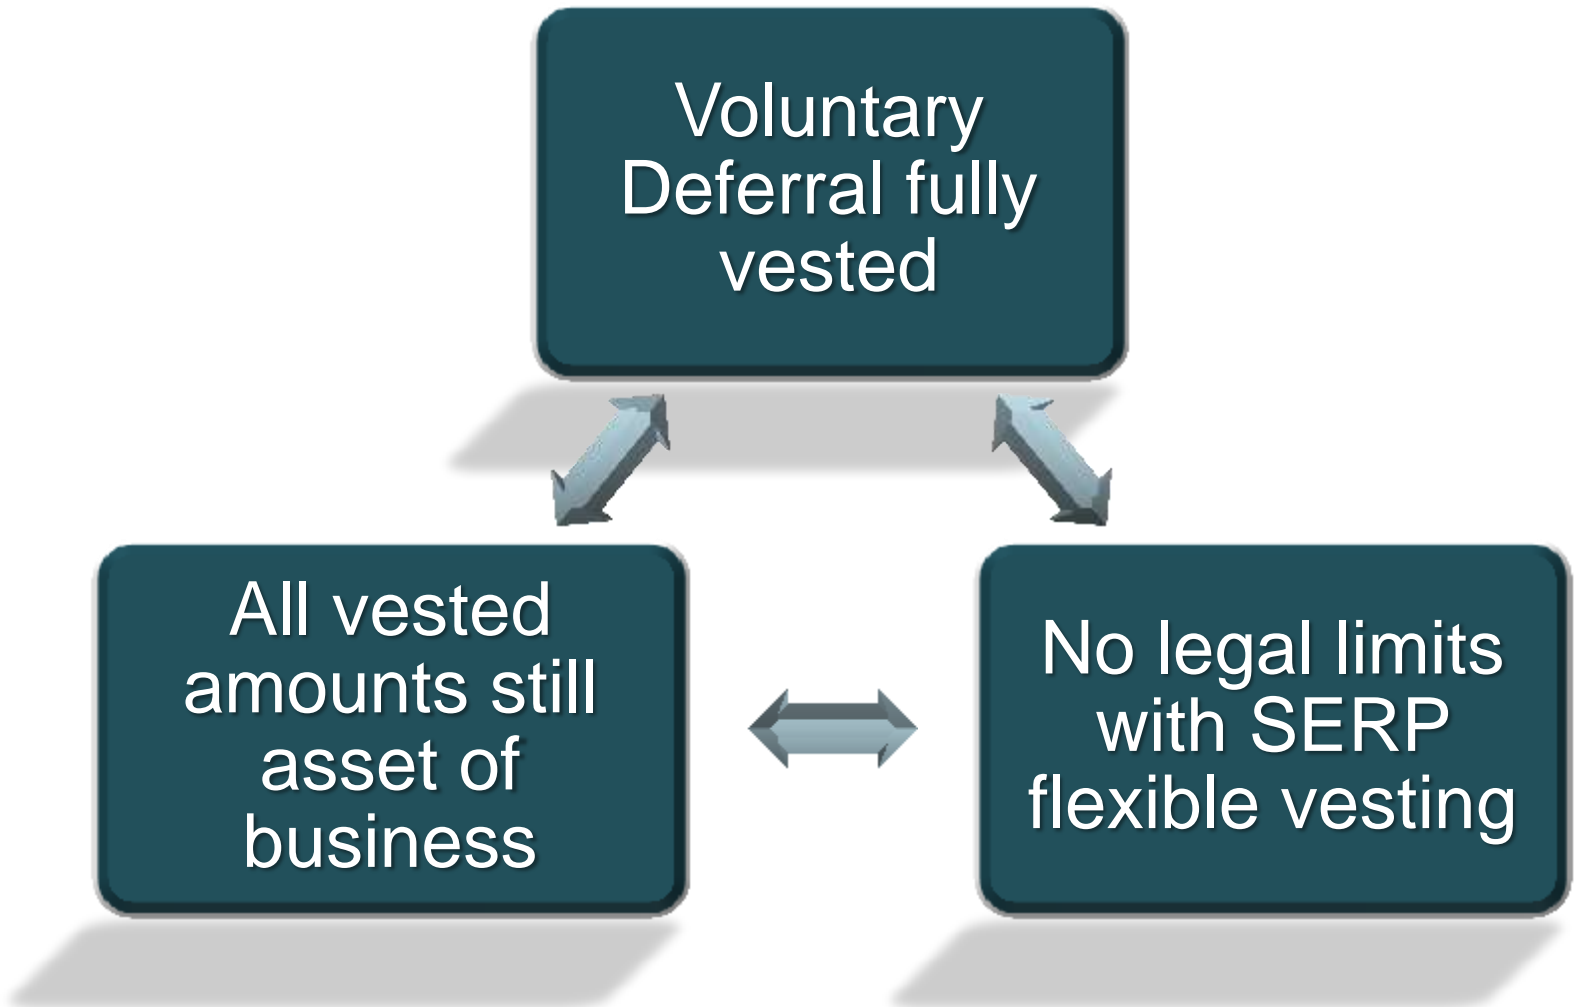 Voluntary
Deferral fully
vested
All vested
amounts still
asset of
business
No legal limits
with SERP
flexible vesting